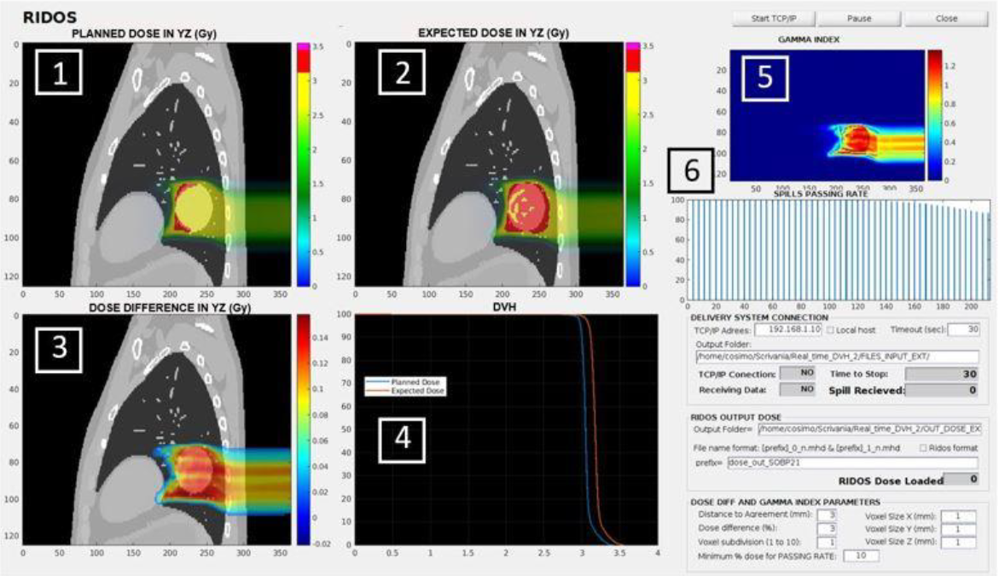 RIDOS
Start TCP/IP Pause Close
PLANNED DOSE IN YZ (Gy)
1
0 20 40 60 80 100 120
0 50 100 150 200 250 300 350
3.5 3 2.5 2 1.5 1 0.5 0
EXPECTED DOSE IN YZ (Gy)
2
0 20 40 60 80 100 120
0 50 100 150 200 250 300 350
3.5 3 2.5 2 1.5 1 0.5 0
GAMMA INDEX
5
20 40 60 80 100 120
50 100 150 200 250 300 350
1.2 1 0.8 0.6 0.4 0.2 0
6
SPILLS PASSING RATE
100 80 60 40 20 0
0 20 40 60 80 100 120 140 160 180 200
DOSE DIFFERENCE IN YZ (Gy)
3
0 20 40 60 80 100 120
0 50 100 150 200 250 300 350
0.14 0.12 0.1 0.08 0.06 0.04 0.02 0 -0.02
DVH
100 90 80 70 60 50 40 30 20 10 0
Planned Dose
Expected Dose
4
0 0.5 1 1.5 2 2.5 3 3.5 4
DELIVERY SYSTEM CONNECTION
TCP/IP Adrees: 192.168.1.10 Local host Timeout (sec): 30
Output Folder:
/home/cosimo/Scrivania/Real_time_DVH_2/FILES_INPUT_EXT/
TCP/IP Conection: NO Time to Stop: 30
Receiving Data: NO Spill Recieved: 0
RIDOS OUTPUT DOSE
Output Folder= /home/cosimo/Scrivania/Real_time_DVH_2/OUT_DOSE_EX
File name format: [prefix]_0_n.mhd & [prefix]_1_n.mhd Ridos format
prefix= dose_out_SOBP21
RIDOS Dose Loaded 0
DOSE DIFF AND GAMMA INDEX PARAMETERS
Distance to Agreement (mm): 3 Voxel Size X (mm): 1
Dose difference (%): 3 Voxel Size Y (mm): 1
Voxel subdivision (1 to 10): 1 Voxel Size Z (mm): 1
Minimum % dose for PASSING RATE: 10